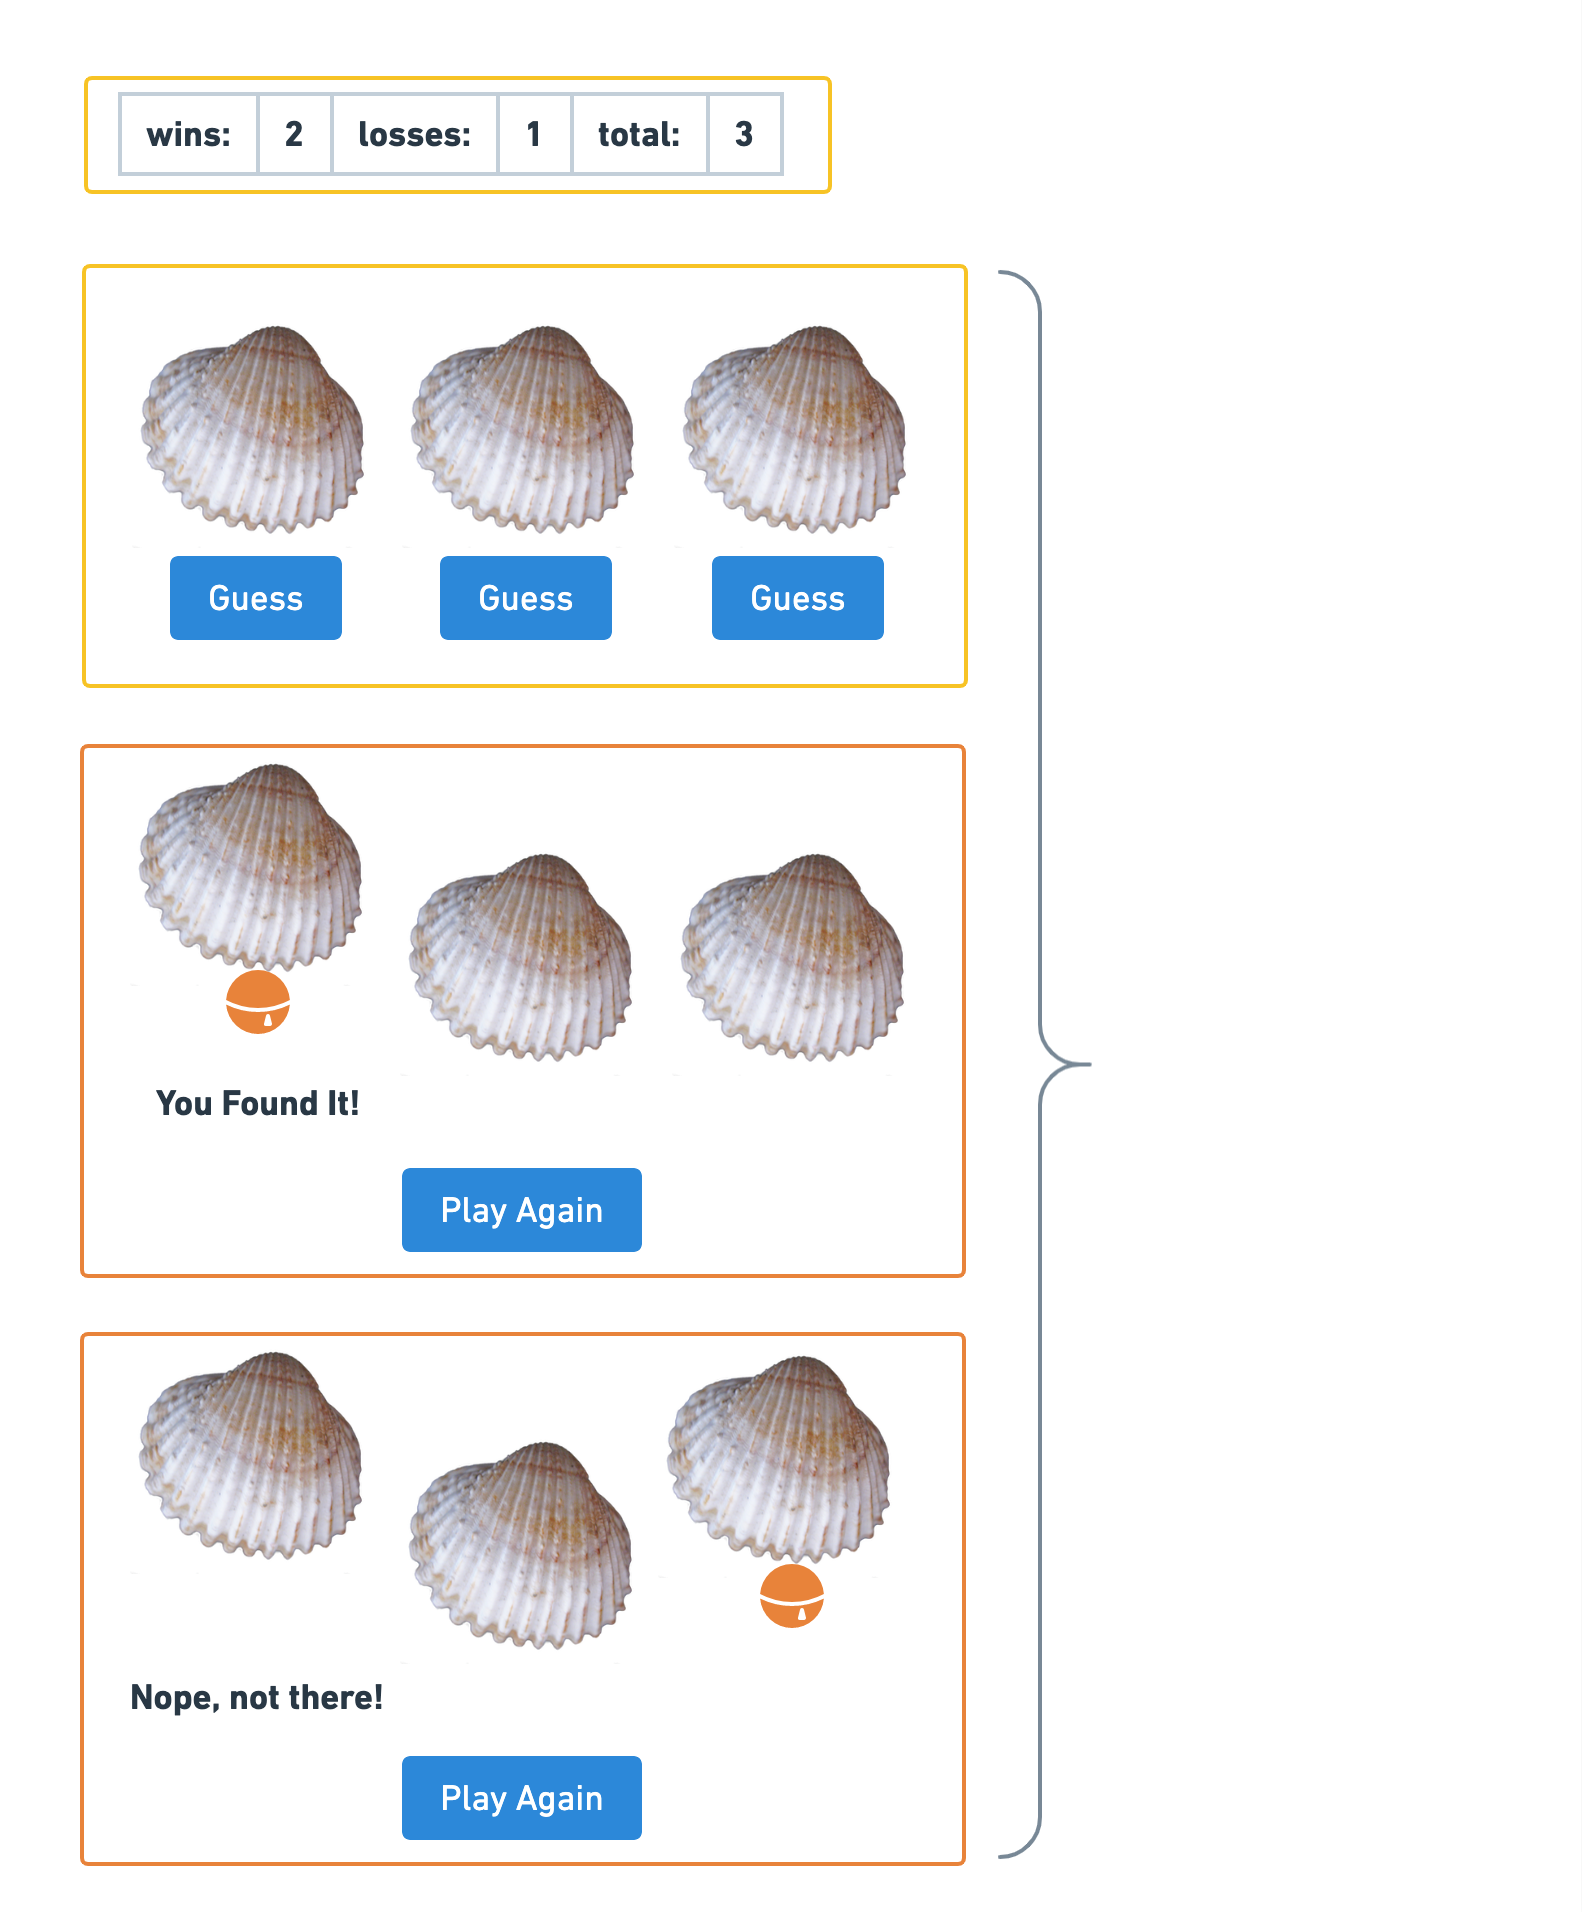 wins: 2 losses: 1 total: 3
Guess Guess Guess
You Found It!
Play Again
Nope, not there!
Play Again